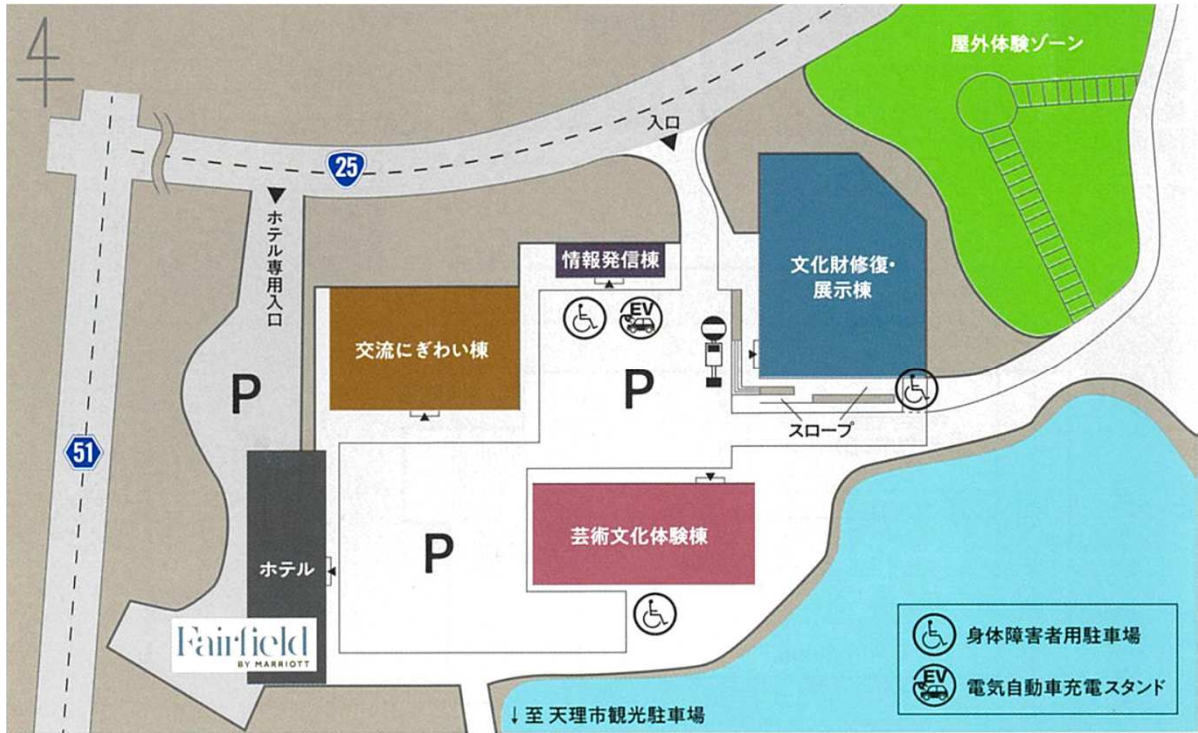 4
屋外体験ゾーン
入口
25
ホテル専用入口
情報発信棟
文化財修復・
展示棟
EV
交流にぎわい棟
P
P
スロープ
51
芸術文化体験棟
P
ホテル
Fairfield
BY MARRIOTT
身体障害者用駐車場
EV
電気自動車充電スタンド
↓至 天理市観光駐車場